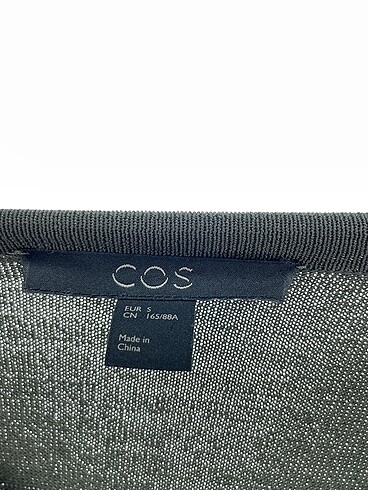 COS
EUR S
CN 165/88A
Made in
China